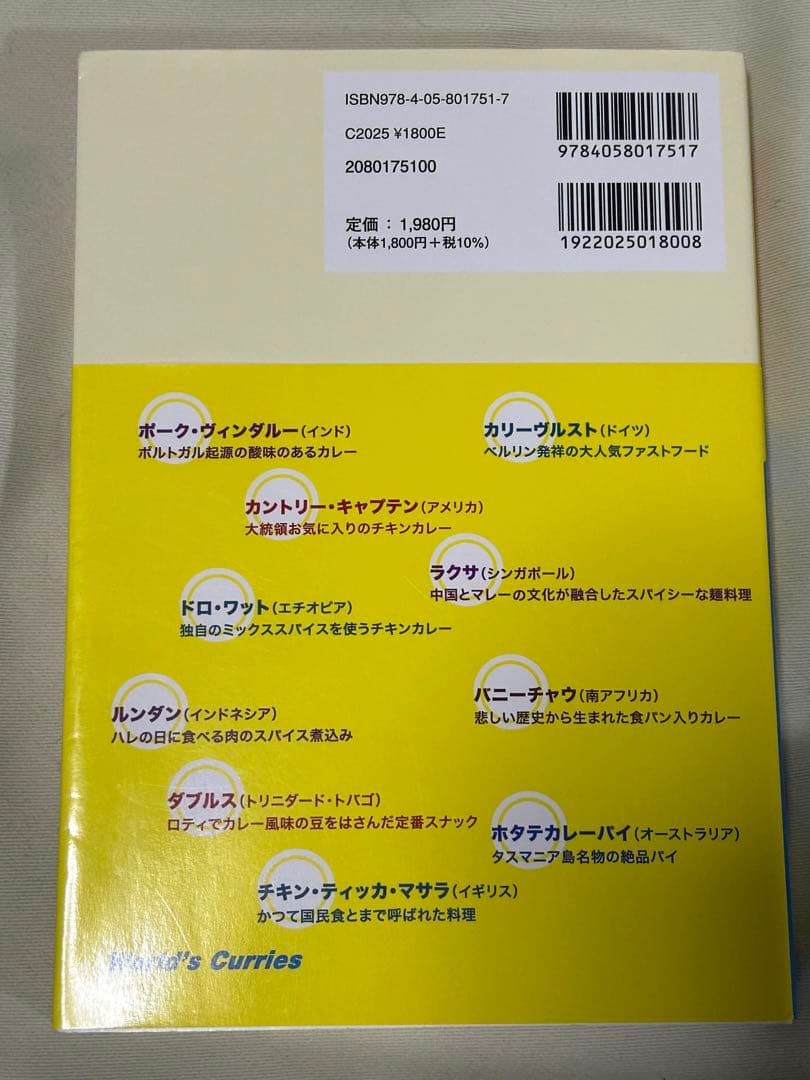 ISBN978-4-05-801751-7
C2025 ¥1800E
2080175100
定価：1,980円
（本体1,800円＋税10%）
9784058017517
1922025018008
ポーク・ヴィンダルー（インド）
ポルトガル起源の酸味のあるカレー
カリーヴルスト（ドイツ）
ベルリン発祥の大人気ファストフード
カントリー・キャプテン（アメリカ）
大統領お気に入りのチキンカレー
ラクサ（シンガポール）
中国とマレーの文化が融合したスパイシーな麺料理
ドロ・ワット（エチオピア）
独自のミックススパイスを使うチキンカレー
バニーチャウ（南アフリカ）
悲しい歴史から生まれた食パン入りカレー
ルンダン（インドネシア）
ハレの日に食べる肉のスパイス煮込み
ダブルス（トリニダード・トバゴ）
ロティでカレー風味の豆をはさんだ定番スナック
ホタテカレーパイ（オーストラリア）
タスマニア島名物の絶品パイ
チキン・ティッカ・マサラ（イギリス）
かつて国民食とまで呼ばれた料理
World's Curries